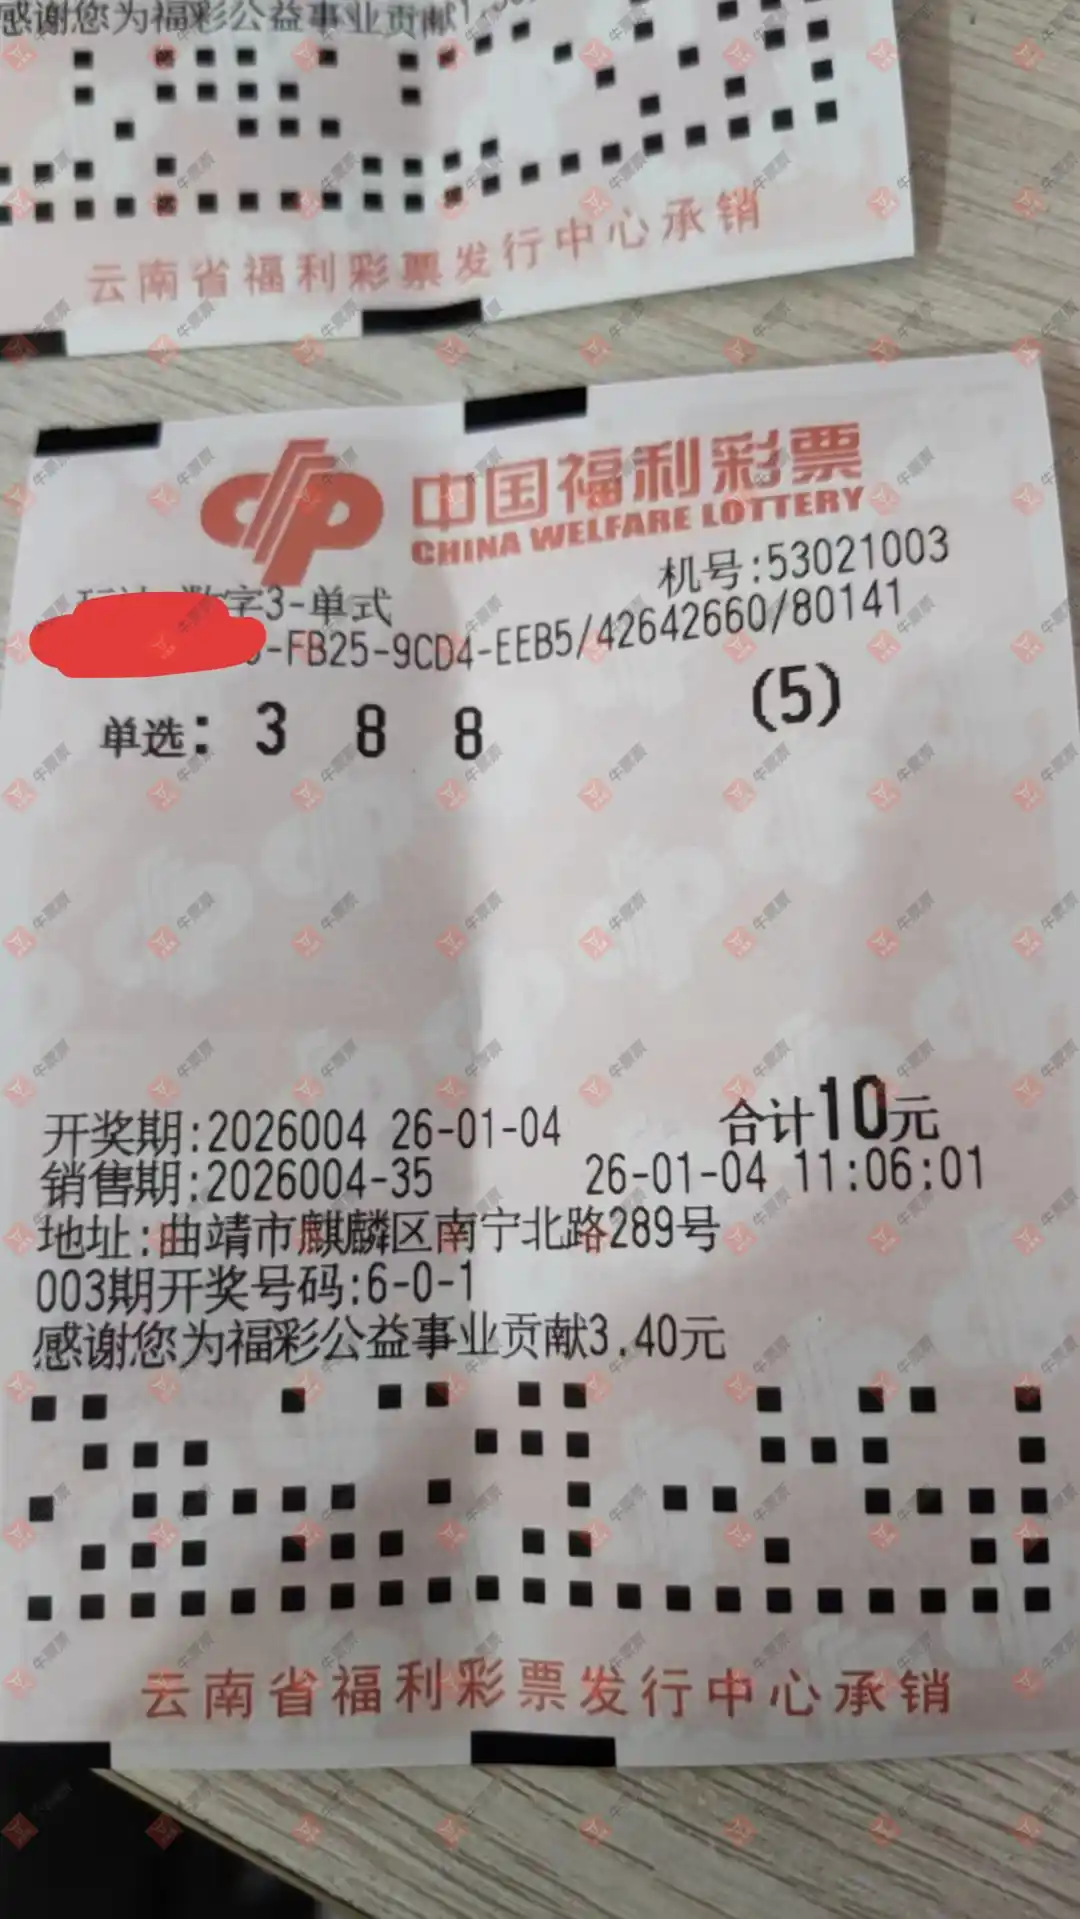 感谢您为福彩公益事业贡献1.
云南省福利彩票发行中心承销
中国福利彩票
CHINA WELFARE LOTTERY
机号:53021003
数字3-单式
-FB25-9CD4-EEB5/42642660/80141
单选: 3 8 8 (5)
开奖期:2026004 26-01-04 合计10元
销售期:2026004-35 26-01-04 11:06:01
地址:曲靖市麒麟区南宁北路289号
003期开奖号码:6-0-1
感谢您为福彩公益事业贡献3.40元
云南省福利彩票发行中心承销
牛票票